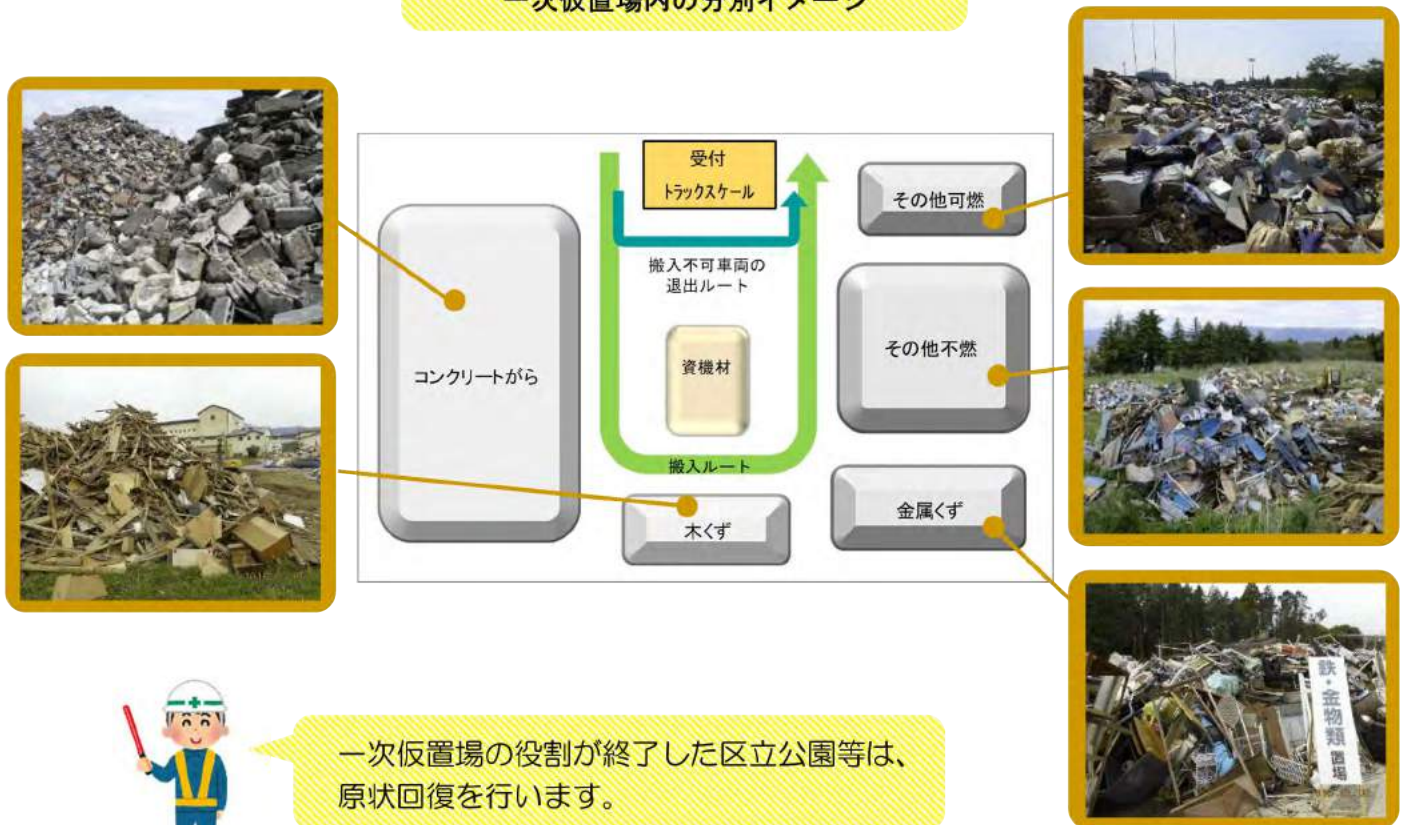 一次仮置場内の分別イメージ
受付
トラックスケール
その他可燃
搬入不可車両の
退出ルート
その他不燃
資機材
コンクリートがら
搬入ルート
金属くず
木くず
鉄・金物類置場
一次仮置場の役割が終了した区立公園等は、
原状回復を行います。